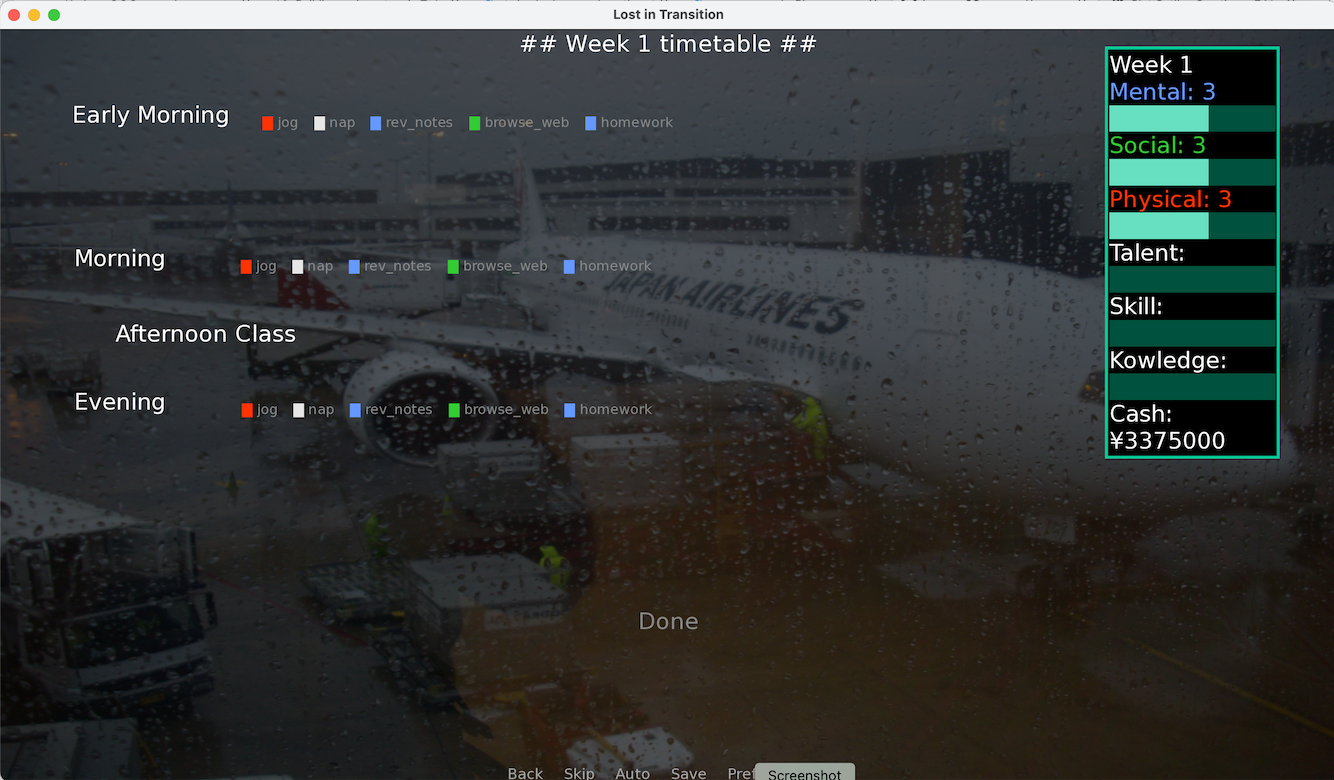 Lost in Transition
## Week 1 timetable ##
Early Morning jog nap rev_notes browse_web homework
Morning jog nap rev_notes browse_web homework
Afternoon Class
Evening jog nap rev_notes browse_web homework
Done
Week 1
Mental: 3
Social: 3
Physical: 3
Talent:
Skill:
Kowledge:
Cash:
¥3375000
JAPAN AIRLINES
Back Skip Auto Save Pref
Screenshot